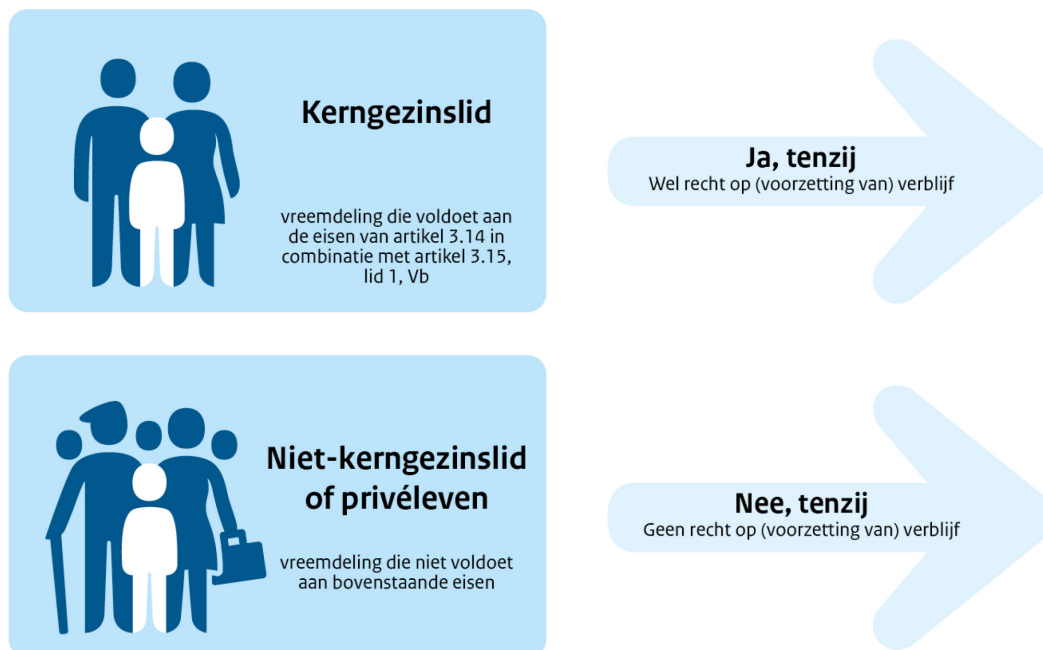 Kerngezinslid
vreemdeling die voldoet aan
de eisen van artikel 3.14 in
combinatie met artikel 3.15,
lid 1, Vb
Ja, tenzij
Wel recht op (voorzetting van) verblijf
Niet-kerngezinslid
of privéleven
vreemdeling die niet voldoet
aan bovenstaande eisen
Nee, tenzij
Geen recht op (voorzetting van) verblijf